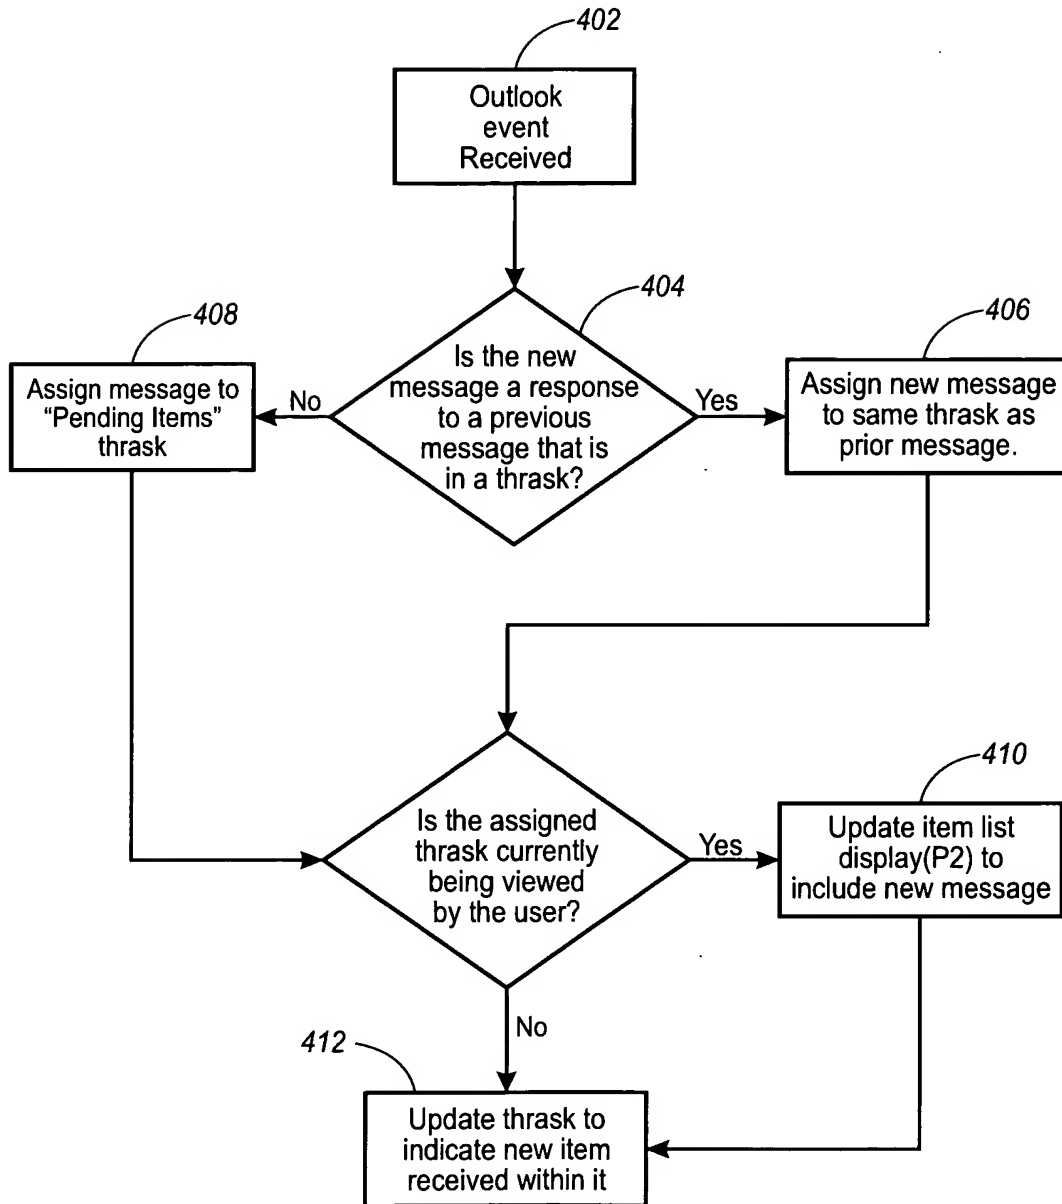 402
Outlook
event
Received
404
Is the new
message a response
to a previous
message that is
in a thrask?
No
Yes
408
Assign message to
“Pending Items”
thrask
406
Assign new message
to same thrask as
prior message.
Is the assigned
thrask currently
being viewed
by the user?
Yes
No
410
Update item list
display(P2) to
include new message
412
Update thrask to
indicate new item
received within it